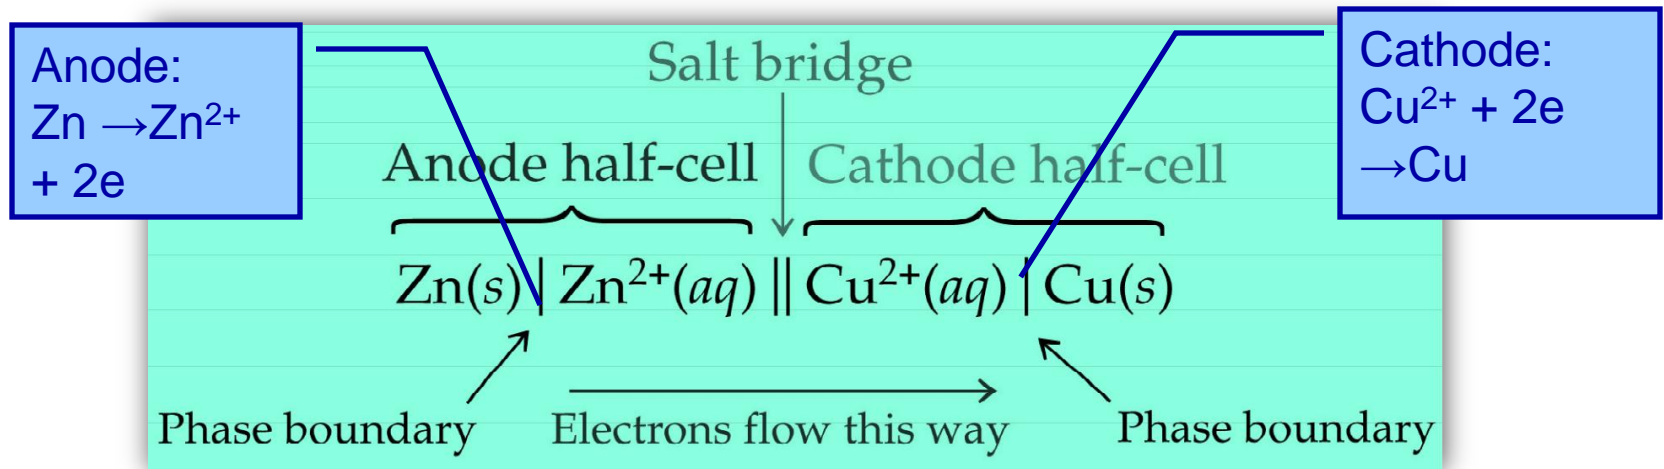 Anode:
Zn →Zn²⁺
+ 2e
Salt bridge
Cathode:
Cu²⁺ + 2e
→Cu
Anode half-cell
Cathode half-cell
Zn(s) | Zn²⁺(aq) || Cu²⁺(aq) | Cu(s)
Phase boundary
Electrons flow this way
Phase boundary